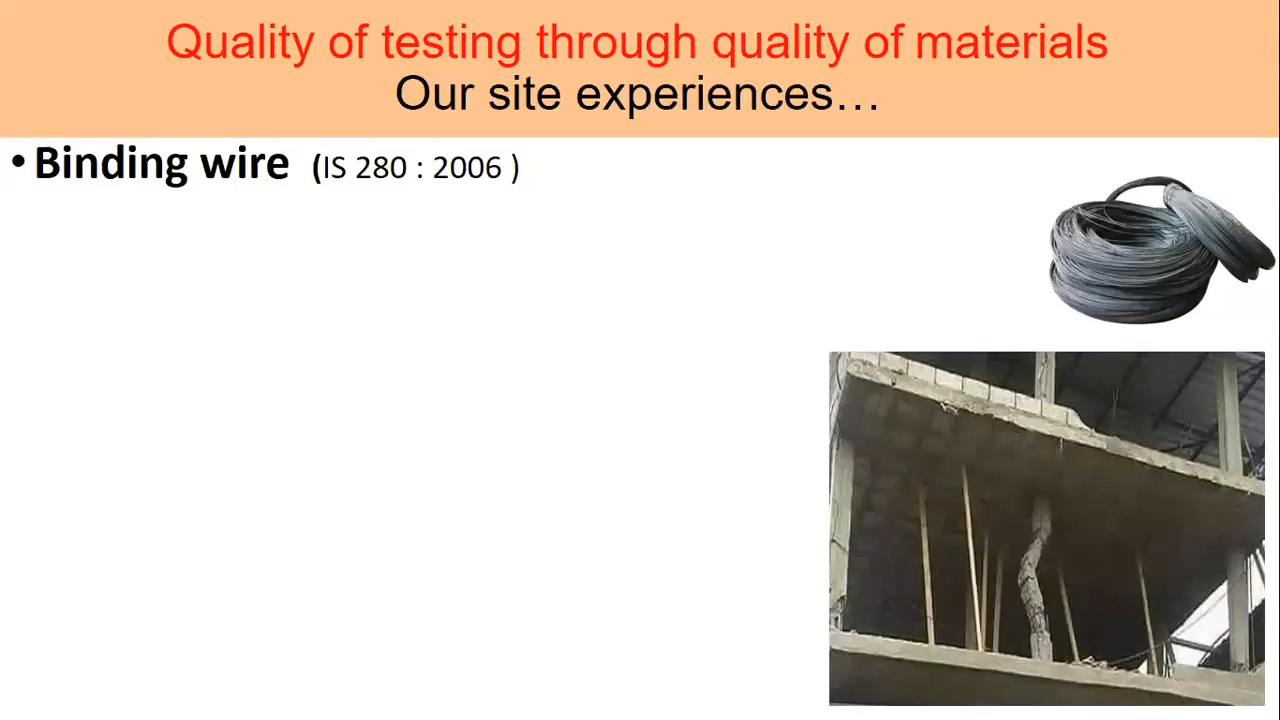 Quality of testing through quality of materials
Our site experiences…
• Binding wire (IS 280 : 2006 )